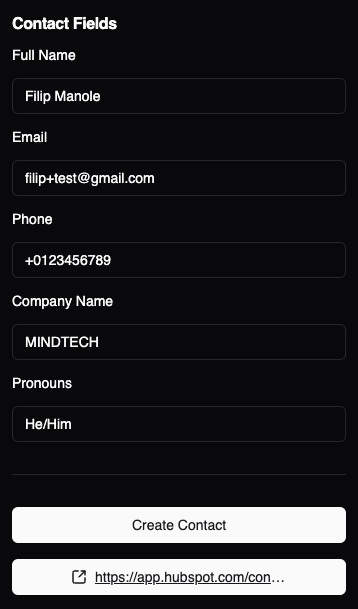 Contact Fields
Full Name
Filip Manole
Email
filip+test@gmail.com
Phone
+0123456789
Company Name
MINDTECH
Pronouns
He/Him
Create Contact
https://app.hubspot.com/con…